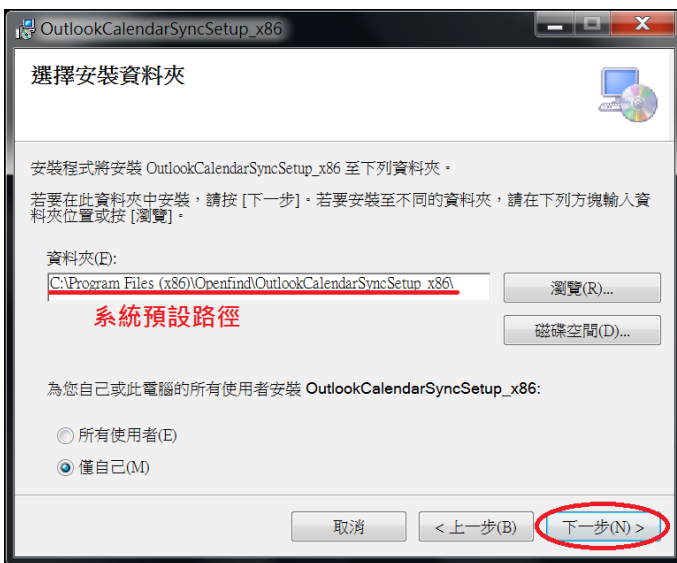 OutlookCalendarSyncSetup_x86
選擇安裝資料夾
安裝程式將安裝 OutlookCalendarSyncSetup_x86 至下列資料夾。
若要在此資料夾中安裝，請按 [下一步]。若要安裝至不同的資料夾，請在下列方塊輸入資
料夾位置或按 [瀏覽]。
資料夾(F):
C:\Program Files (x86)\Openfind\OutlookCalendarSyncSetup_x86\
瀏覽(R)...
系統預設路徑
磁碟空間(D)...
為您自己或此電腦的所有使用者安裝 OutlookCalendarSyncSetup_x86:
所有使用者(E)
僅自己(M)
取消
< 上一步(B)
下一步(N) >